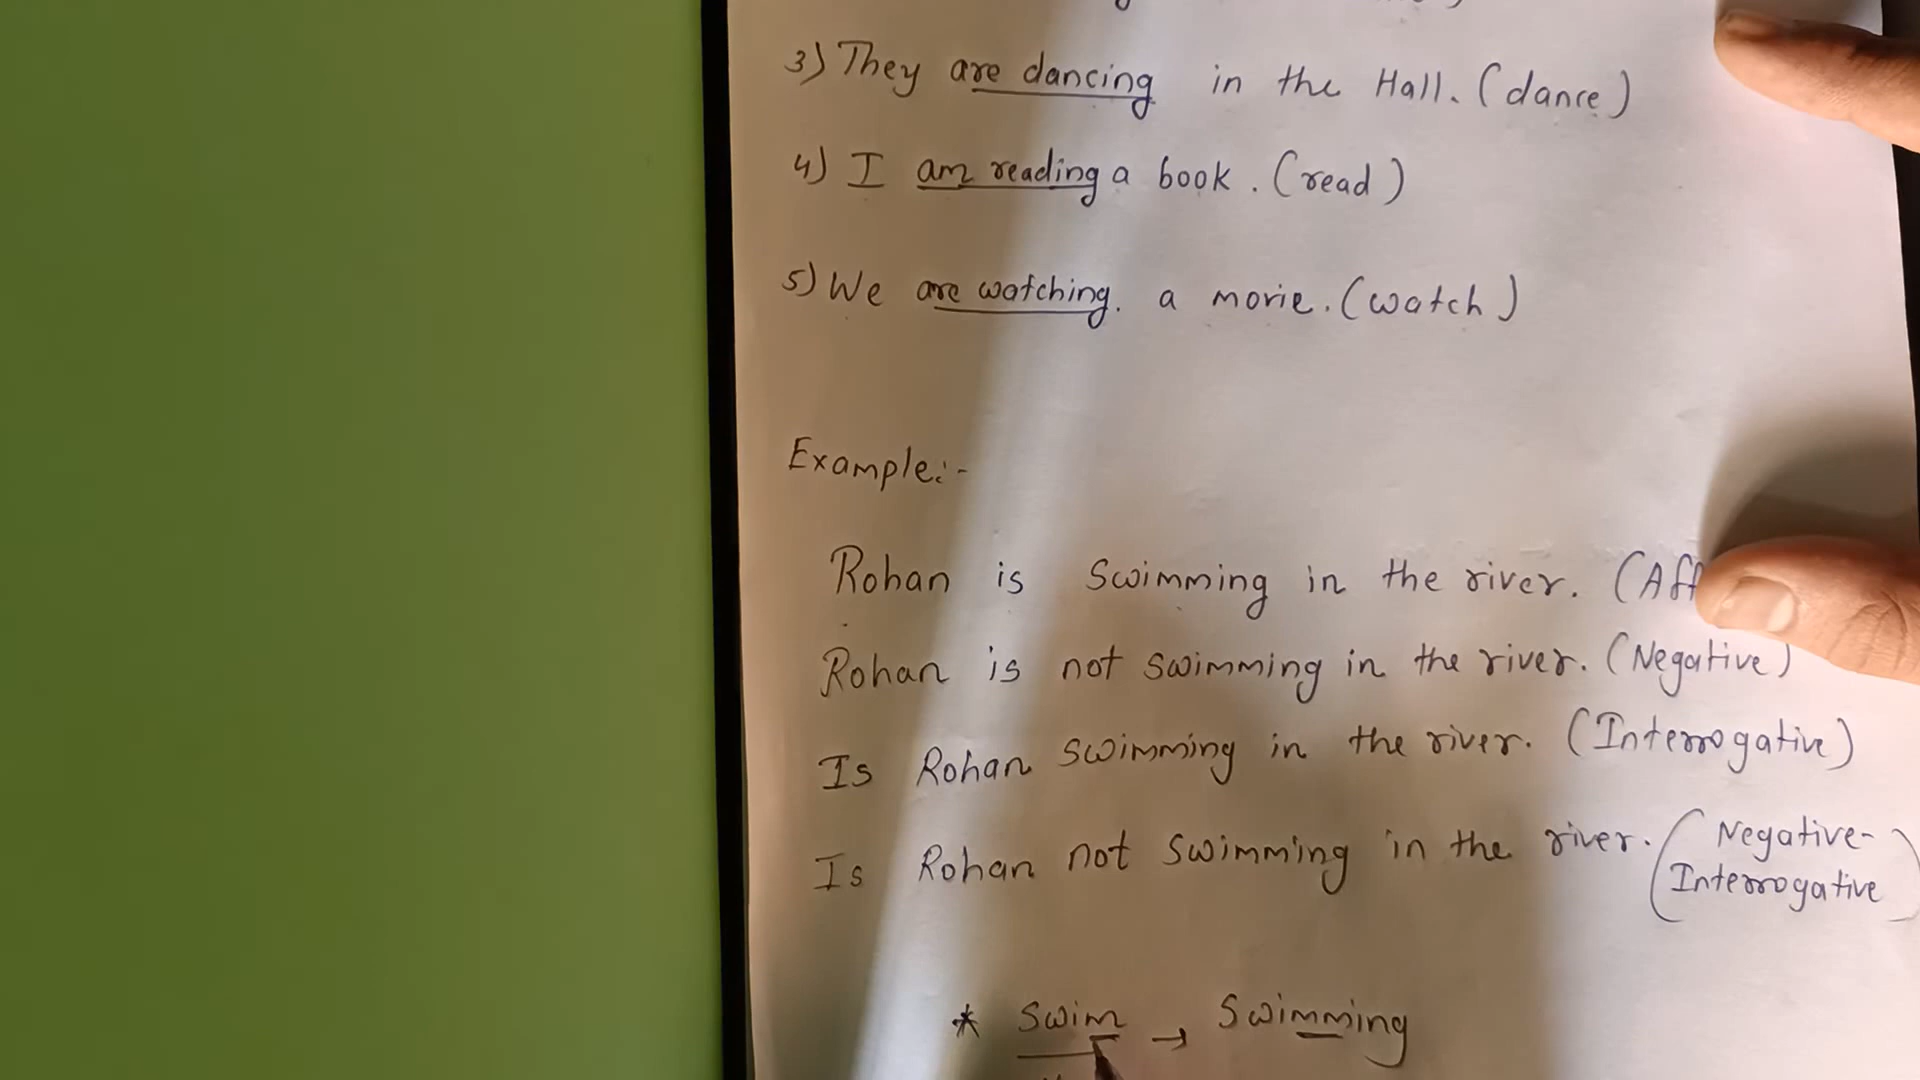 3) They are dancing in the Hall. (dance)
4) I am reading a book. (read)
5) We are watching. a movie. (watch)
Example:-
Rohan is Swimming in the river. (Aff
Rohan is not swimming in the river. (Negative)
Is Rohan swimming in the river. (Interrogative)
Is Rohan not swimming in the river. (Negative-
Interrogative)
* Swim → Swimming